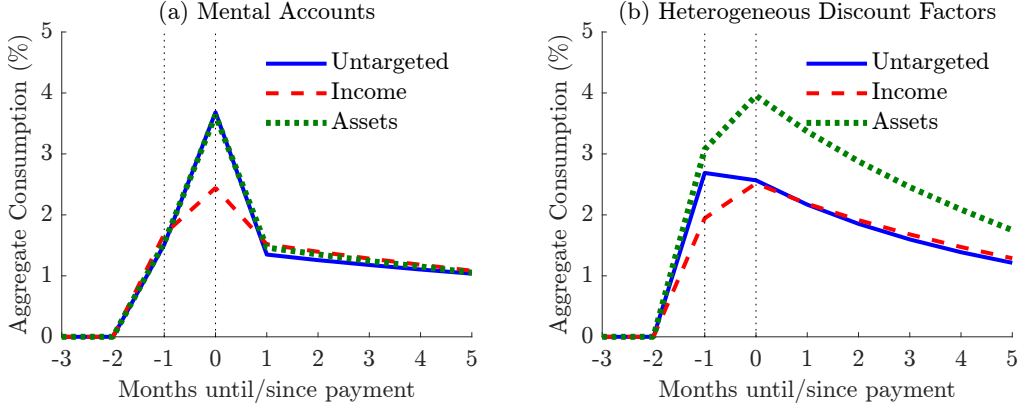 (a) Mental Accounts
Aggregate Consumption (%)
5
4
3
2
1
0
Untargeted
Income
Assets
-3 -2 -1 0 1 2 3 4 5
Months until/since payment
(b) Heterogeneous Discount Factors
Aggregate Consumption (%)
5
4
3
2
1
0
Untargeted
Income
Assets
-3 -2 -1 0 1 2 3 4 5
Months until/since payment